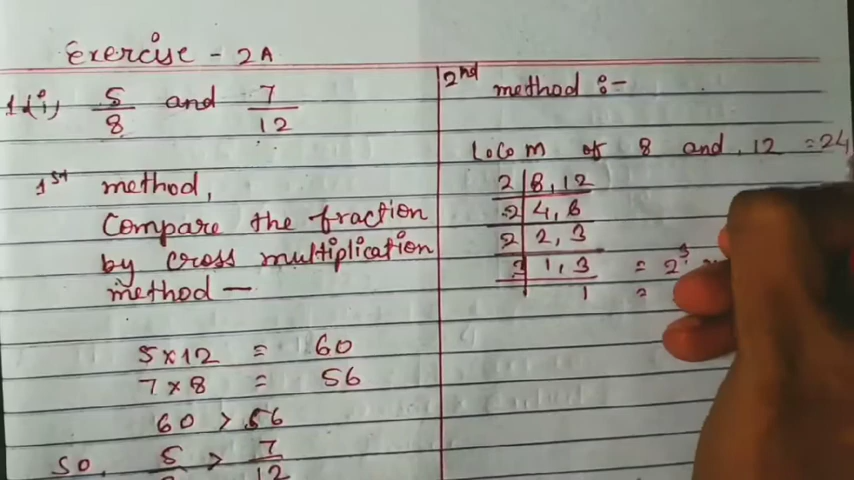 Exercise - 2A
1.(i) 5/8 and 7/12
1st method,
Compare the fraction
by cross multiplication
method —
5 x 12 = 60
7 x 8 = 56
60 > 56
So, 5 > 7/12
2nd method :-
L.C.M of 8 and, 12 = 24
2 | 8, 12
2 | 4, 6
2 | 2, 3
3 | 1, 3 = 2³
1 =